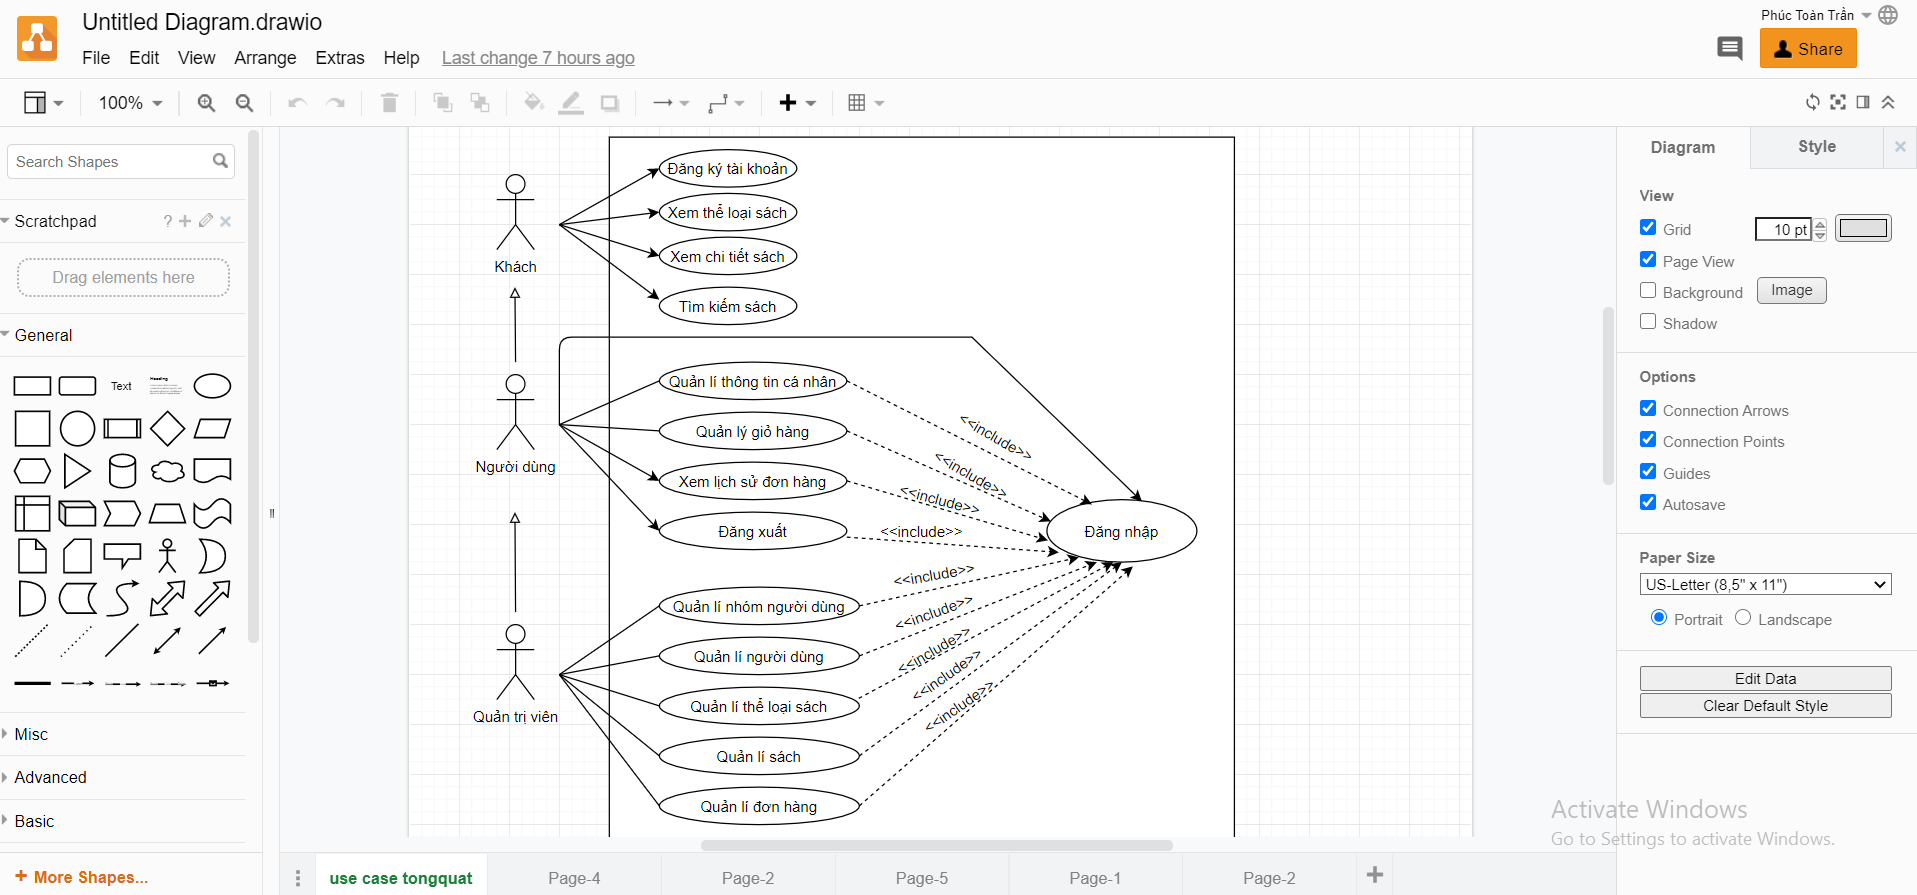 Untitled Diagram.drawio
Phúc Toàn Trần
File Edit View Arrange Extras Help Last change 7 hours ago
Share
100%
Search Shapes
Scratchpad
?
Drag elements here
General
Text
Heading
Misc
Advanced
Basic
+ More Shapes...
Khách
Người dùng
Quản trị viên
Đăng ký tài khoản
Xem thể loại sách
Xem chi tiết sách
Tìm kiếm sách
Quản lí thông tin cá nhân
Quản lý giỏ hàng
Xem lịch sử đơn hàng
Đăng xuất
Quản lí nhóm người dùng
Quản lí người dùng
Quản lí thể loại sách
Quản lí sách
Quản lí đơn hàng
<<include>>
<<include>>
<<include>>
<<include>>
<<include>>
<<include>>
<<include>>
<<include>>
<<include>>
Đăng nhập
Diagram Style
View
Grid 10 pt
Page View
Background Image
Shadow
Options
Connection Arrows
Connection Points
Guides
Autosave
Paper Size
US-Letter (8,5" x 11")
Portrait Landscape
Edit Data
Clear Default Style
Activate Windows
Go to Settings to activate Windows.
use case tongquat Page-4 Page-2 Page-5 Page-1 Page-2